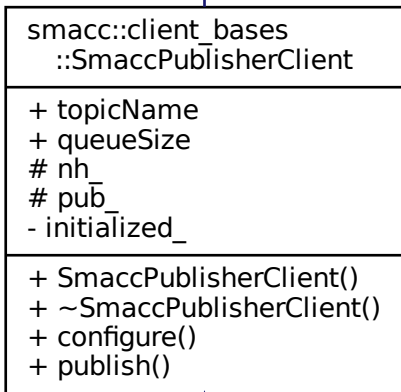 smacc::client_bases
::SmaccPublisherClient
+ topicName
+ queueSize
# nh_
# pub_
- initialized_
+ SmaccPublisherClient()
+ ~SmaccPublisherClient()
+ configure()
+ publish()